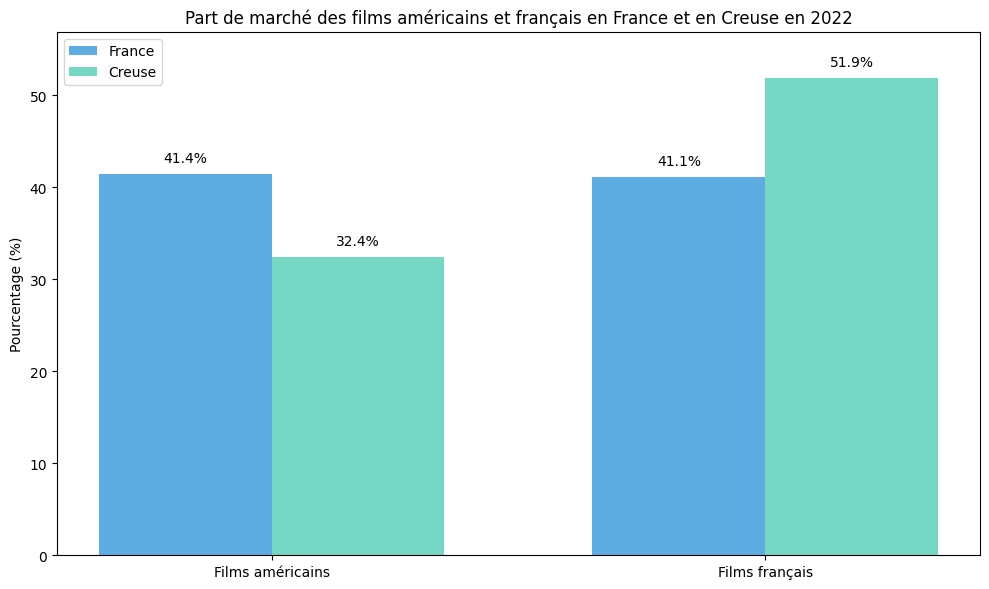 Part de marché des films américains et français en France et en Creuse en 2022
France
Creuse
Pourcentage (%)
50
40
30
20
10
0
41.4%
32.4%
41.1%
51.9%
Films américains
Films français